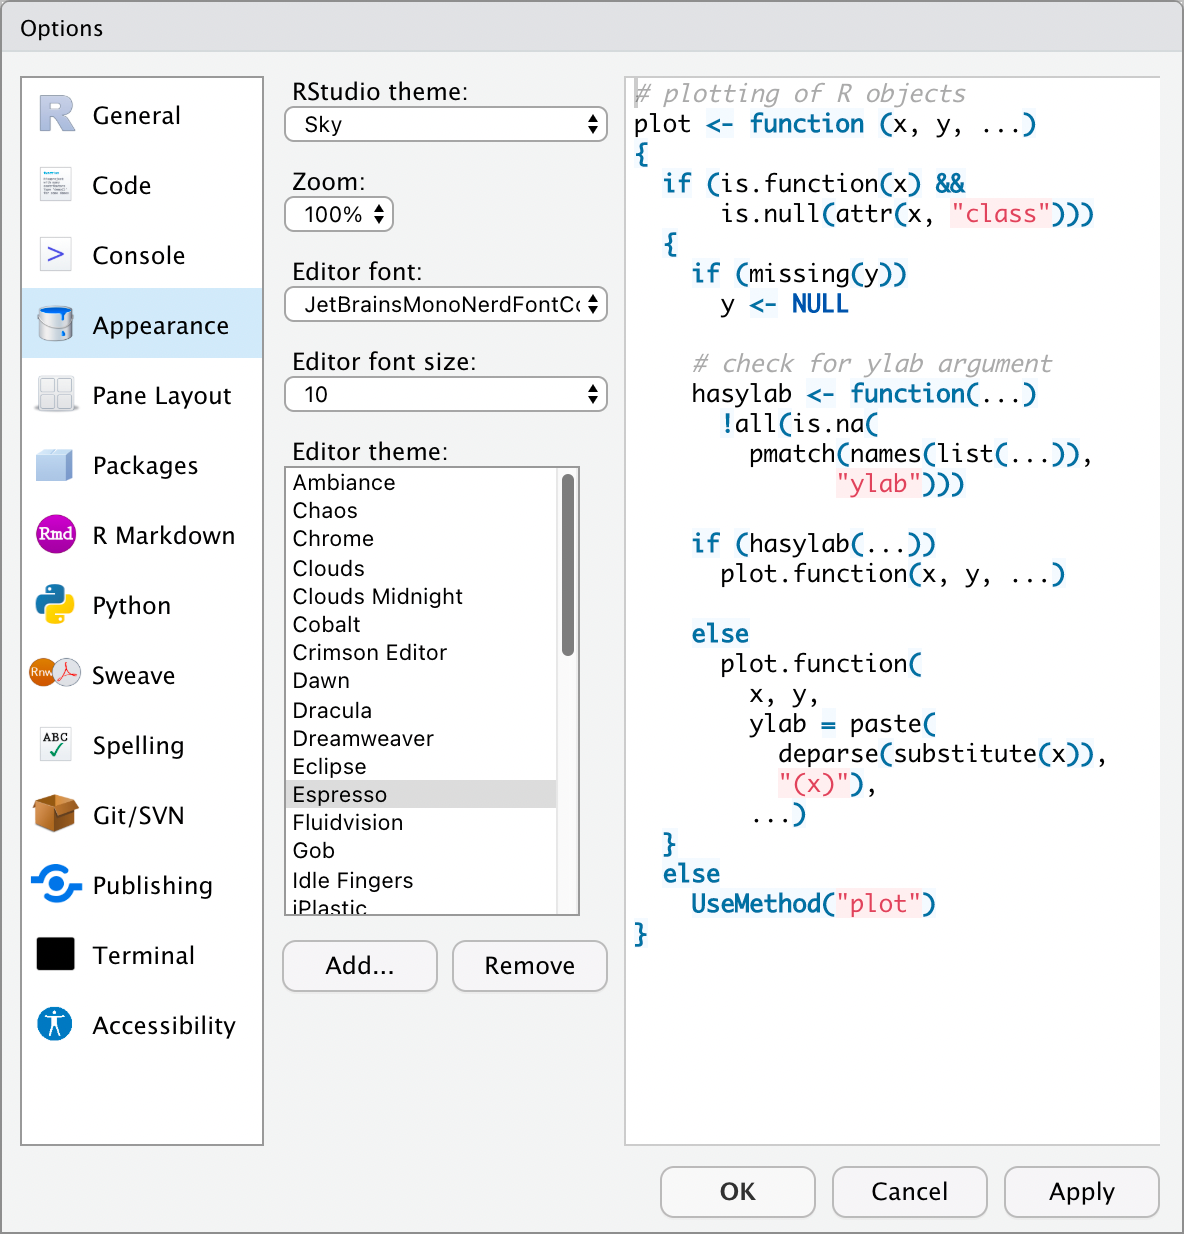 Options
General
Code
Console
Appearance
Pane Layout
Packages
Rmd R Markdown
Python
Rnw Sweave
ABC Spelling
Git/SVN
Publishing
Terminal
Accessibility
RStudio theme:
Sky
Zoom:
100%
Editor font:
JetBrainsMonoNerdFontCo
Editor font size:
10
Editor theme:
Ambiance
Chaos
Chrome
Clouds
Clouds Midnight
Cobalt
Crimson Editor
Dawn
Dracula
Dreamweaver
Eclipse
Espresso
Fluidvision
Gob
Idle Fingers
iPlastic
Add...
Remove
# plotting of R objects
plot <- function (x, y, ...)
{
  if (is.function(x) &&
      is.null(attr(x, "class")))
  {
    if (missing(y))
      y <- NULL
    # check for ylab argument
    hasylab <- function(...)
      !all(is.na(
        pmatch(names(list(...)),
              "ylab")))
    if (hasylab(...))
      plot.function(x, y, ...)
    else
      plot.function(
        x, y,
        ylab = paste(
          deparse(substitute(x)),
          "(x)"),
        ...)
  }
  else
    UseMethod("plot")
}
OK
Cancel
Apply